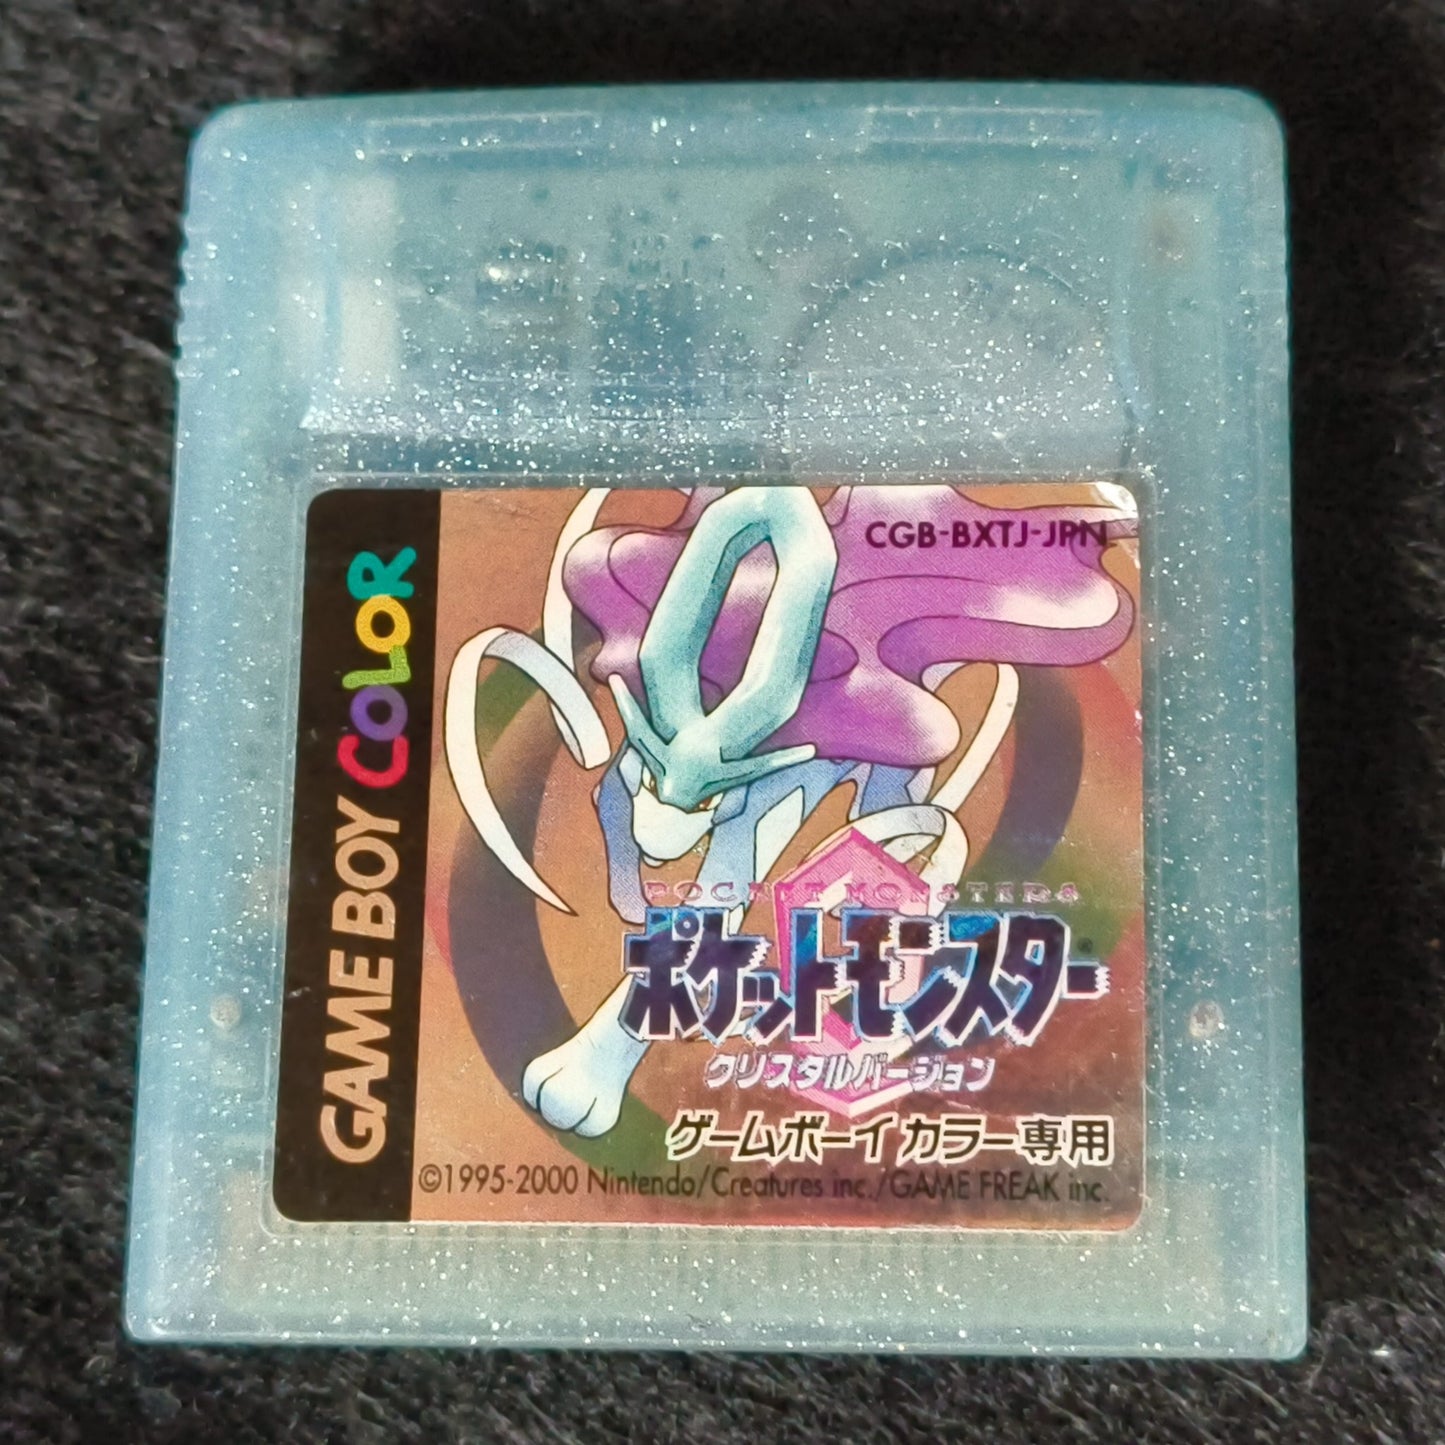 GAME BOY COLOR
CGB-BXTJ-JPN
POCKET MONSTERS
ポケットモンスター®
クリスタルバージョン
ゲームボーイカラー専用
©1995-2000 Nintendo/Creatures inc./GAME FREAK inc.